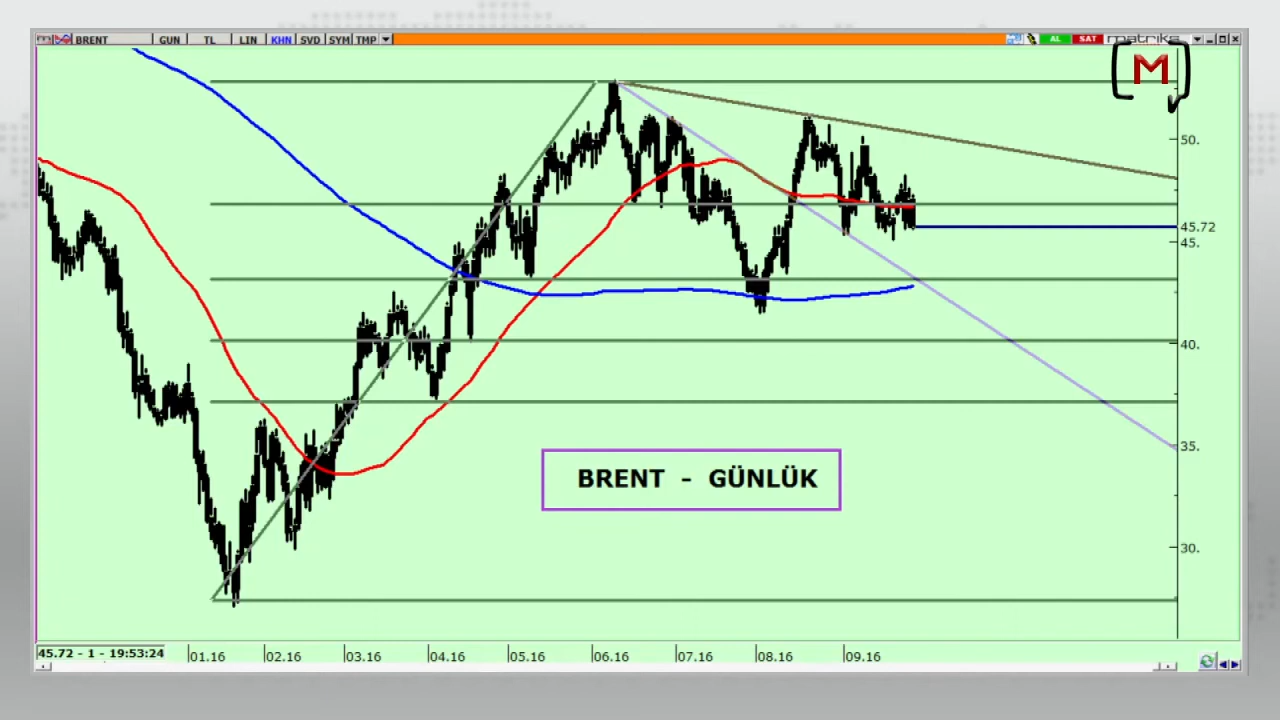 BRENT GUN TL LIN KHN SVD SYM TMP AL SAT matriks
M
50.
45.72
45.
40.
35.
BRENT - GÜNLÜK
30.
45.72 - 1 - 19:53:24
01.16 02.16 03.16 04.16 05.16 06.16 07.16 08.16 09.16